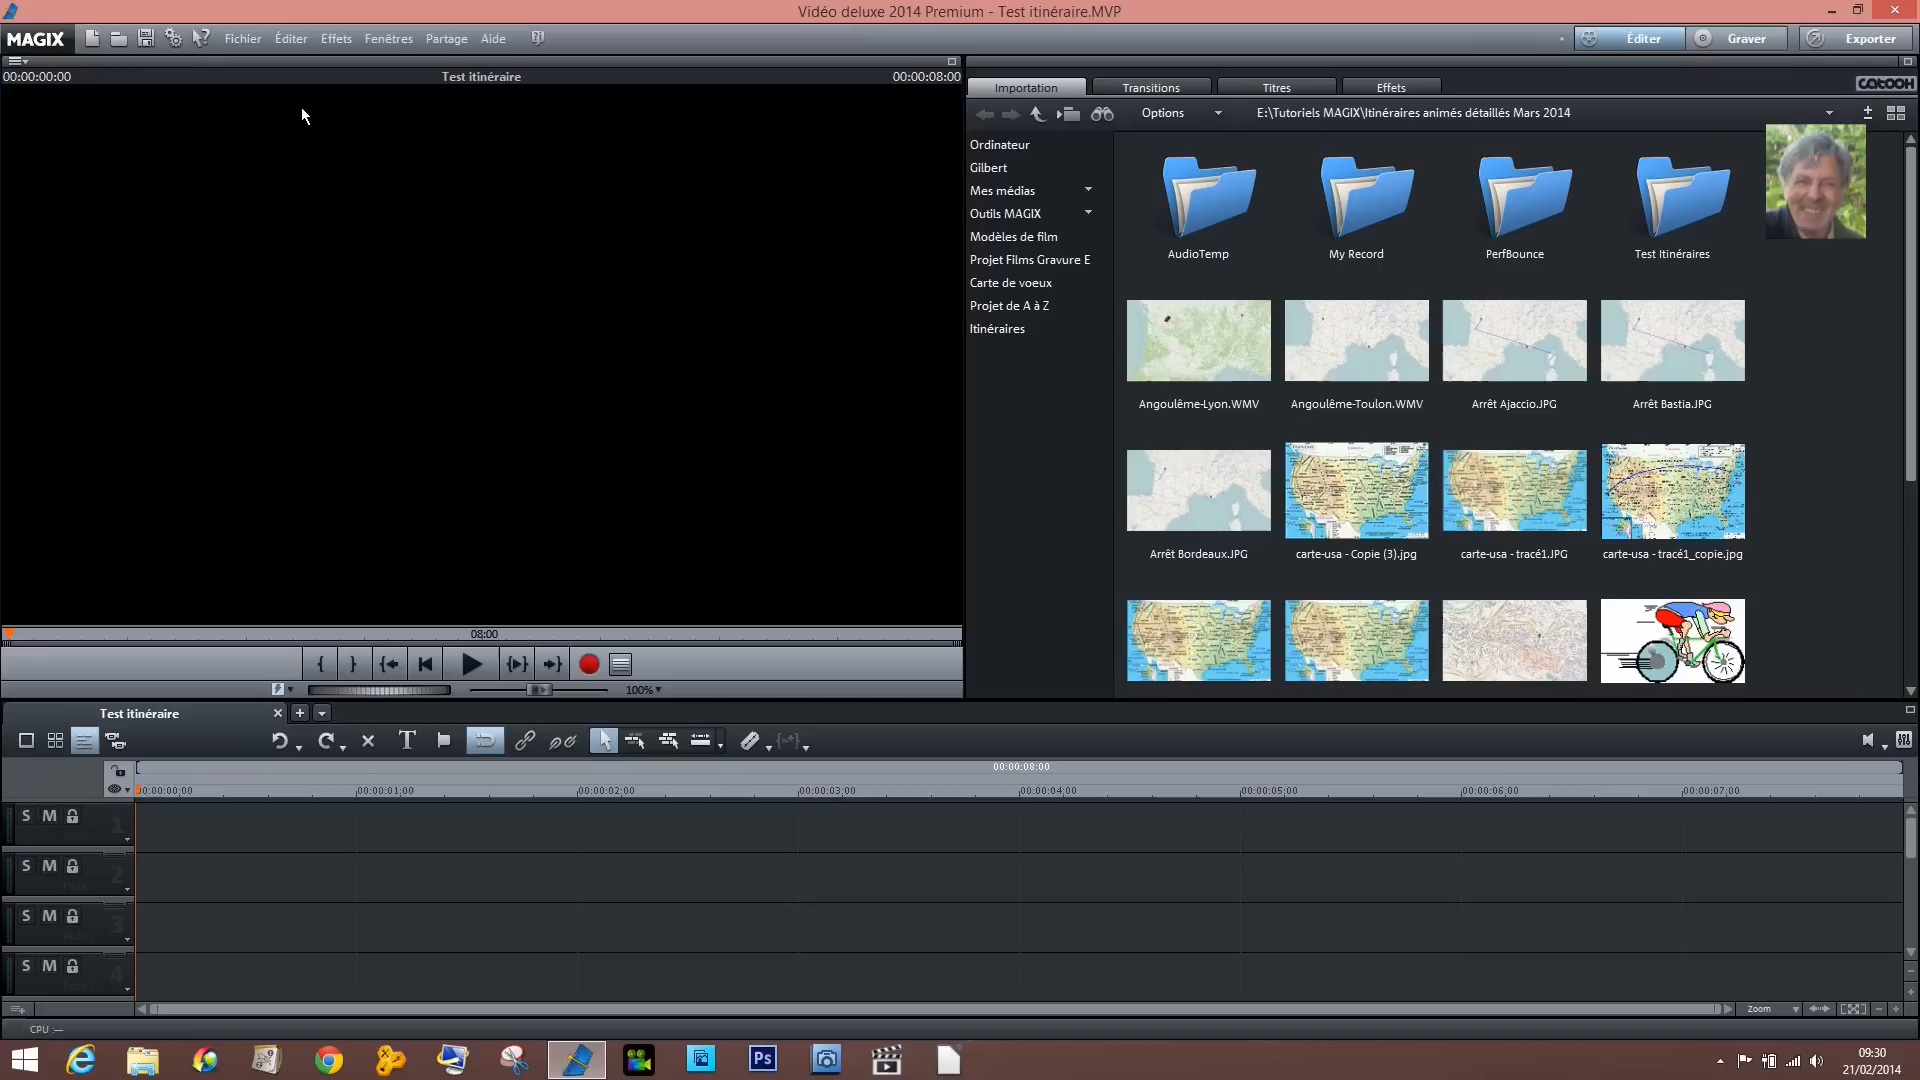 Vidéo deluxe 2014 Premium - Test itinéraire.MVP
MAGIX Fichier Éditer Effets Fenêtres Partage Aide
Éditer Graver Exporter
00:00:00:00 Test itinéraire 00:00:08:00
Importation Transitions Titres Effets
catooh
Options E:\Tutoriels MAGIX\Itinéraires animés détaillés Mars 2014
Ordinateur
Gilbert
Mes médias
Outils MAGIX
Modèles de film
Projet Films Gravure E
Carte de voeux
Projet de A à Z
Itinéraires
AudioTemp My Record PerfBounce Test Itinéraires
Angoulême-Lyon.WMV Angoulême-Toulon.WMV Arrêt Ajaccio.JPG Arrêt Bastia.JPG
Arrêt Bordeaux.JPG carte-usa - Copie (3).jpg carte-usa - tracé1.JPG carte-usa - tracé1_copie.jpg
08:00
100%
Test itinéraire
00:00:08:00
00:00:00:00 00:00:01:00 00:00:02:00 00:00:03:00 00:00:04:00 00:00:05:00 00:00:06:00 00:00:07:00
S M 1
S M 2
S M 3
S M 4
Zoom
CPU :—
Ps
09:30
21/02/2014